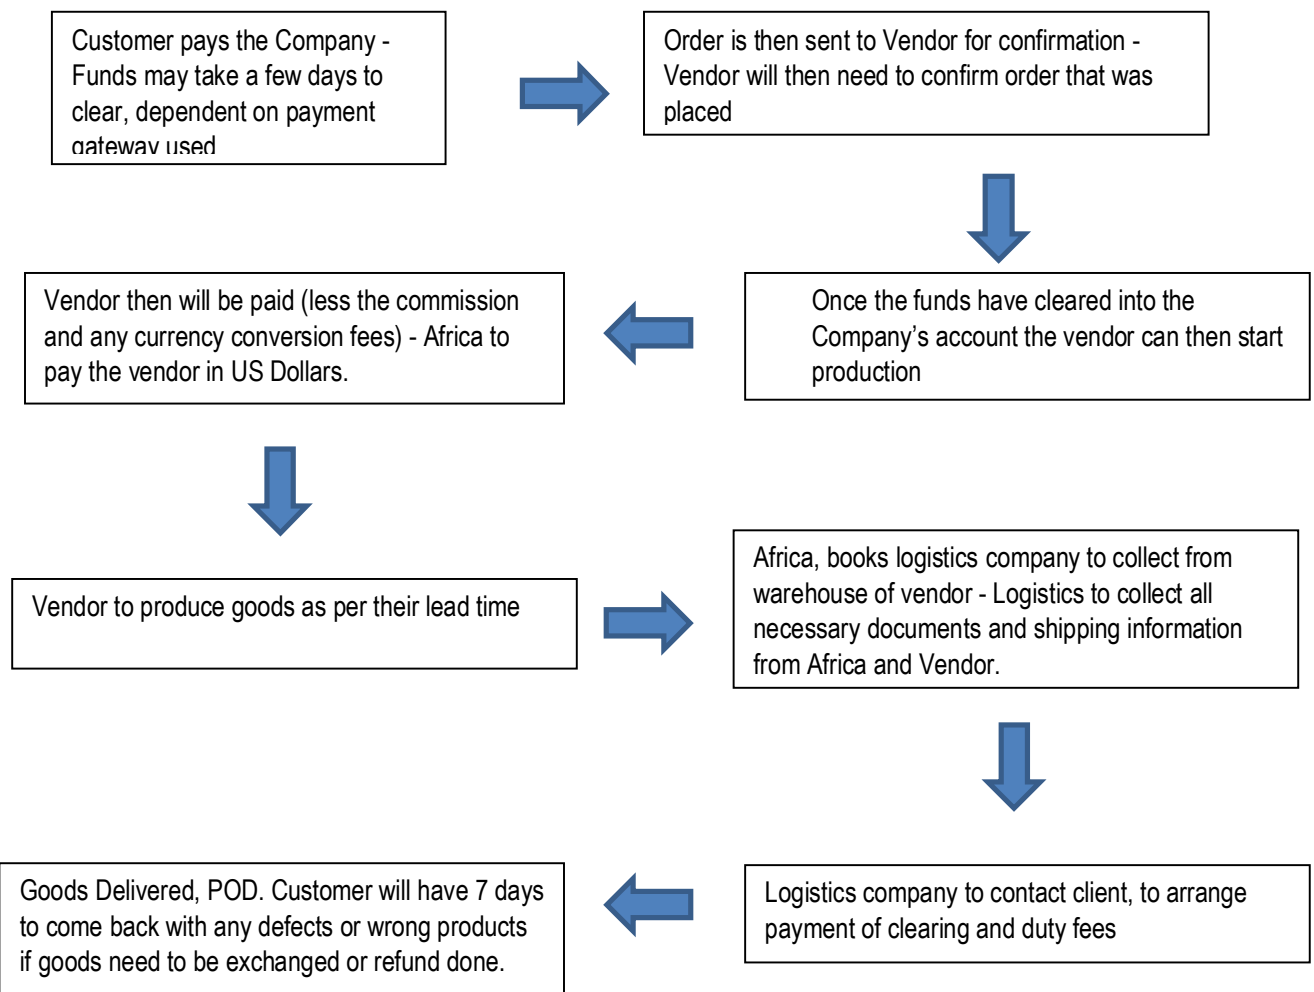 Customer pays the Company -
Funds may take a few days to
clear, dependent on payment
gateway used
Order is then sent to Vendor for confirmation -
Vendor will then need to confirm order that was
placed
Once the funds have cleared into the
Company's account the vendor can then start
production
Vendor then will be paid (less the commission
and any currency conversion fees) - Africa to
pay the vendor in US Dollars.
Vendor to produce goods as per their lead time
Africa, books logistics company to collect from
warehouse of vendor - Logistics to collect all
necessary documents and shipping information
from Africa and Vendor.
Logistics company to contact client, to arrange
payment of clearing and duty fees
Goods Delivered, POD. Customer will have 7 days
to come back with any defects or wrong products
if goods need to be exchanged or refund done.